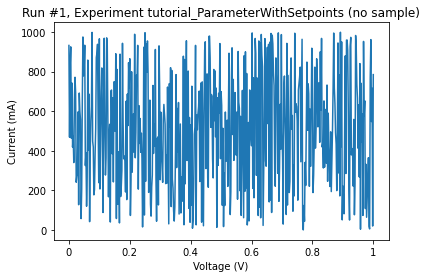 Run #1, Experiment tutorial_ParameterWithSetpoints (no sample)
1000
800
600
400
200
0
Current (mA)
0 0.2 0.4 0.6 0.8 1
Voltage (V)